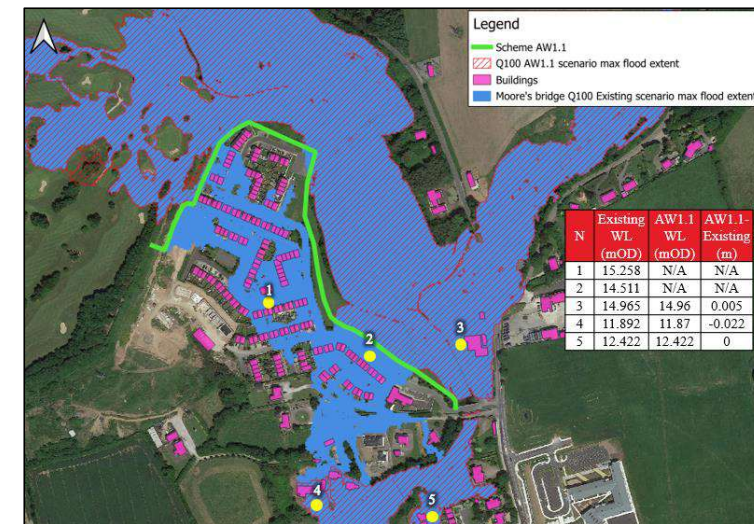 Legend
Scheme AW1.1
Q100 AW1.1 scenario max flood extent
Buildings
Moore's bridge Q100 Existing scenario max flood extent
N Existing WL (mOD) AW1.1 WL (mOD) AW1.1-Existing (m)
1 15.258 N/A N/A
2 14.511 N/A N/A
3 14.965 14.96 0.005
4 11.892 11.87 -0.022
5 12.422 12.422 0
1
2
3
4
5